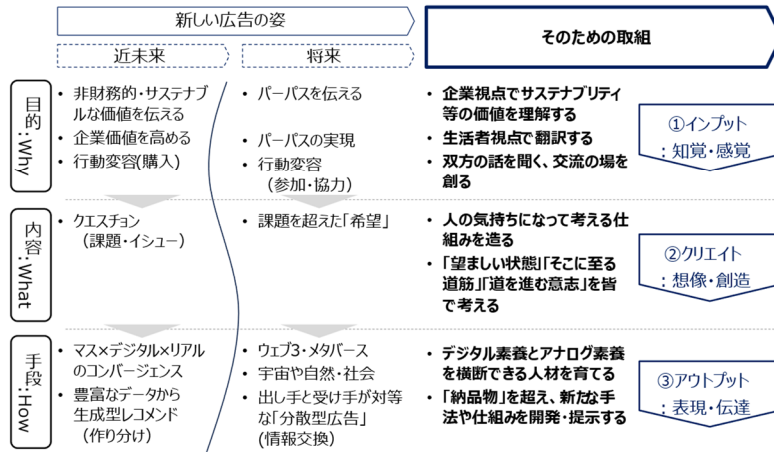 新しい広告の姿
そのための取組
近未来
将来
目的：Why
• 非財務的・サステナブ
ルな価値を伝える
• 企業価値を高める
• 行動変容(購入)
• パーパスを伝える
• パーパスの実現
• 行動変容
（参加・協力）
• 企業視点でサステナビリティ
等の価値を理解する
• 生活者視点で翻訳する
• 双方の話を聞く、交流の場を
創る
①インプット
：知覚・感覚
内容：What
• クエスチョン
（課題・イシュー）
• 課題を超えた「希望」
• 人の気持ちになって考える仕
組みを造る
• 「望ましい状態」「そこに至る
道筋」「道を進む意志」を皆
で考える
②クリエイト
：想像・創造
手段：How
• マス×デジタル×リアル
のコンバージェンス
• 豊富なデータから
生成型レコメンド
（作り分け）
• ウェブ3・メタバース
• 宇宙や自然・社会
• 出し手と受け手が対等
な「分散型広告」
(情報交換）
• デジタル素養とアナログ素養
を横断できる人材を育てる
• 「納品物」を超え、新たな手
法や仕組みを開発・提示する
③アウトプット
：表現・伝達